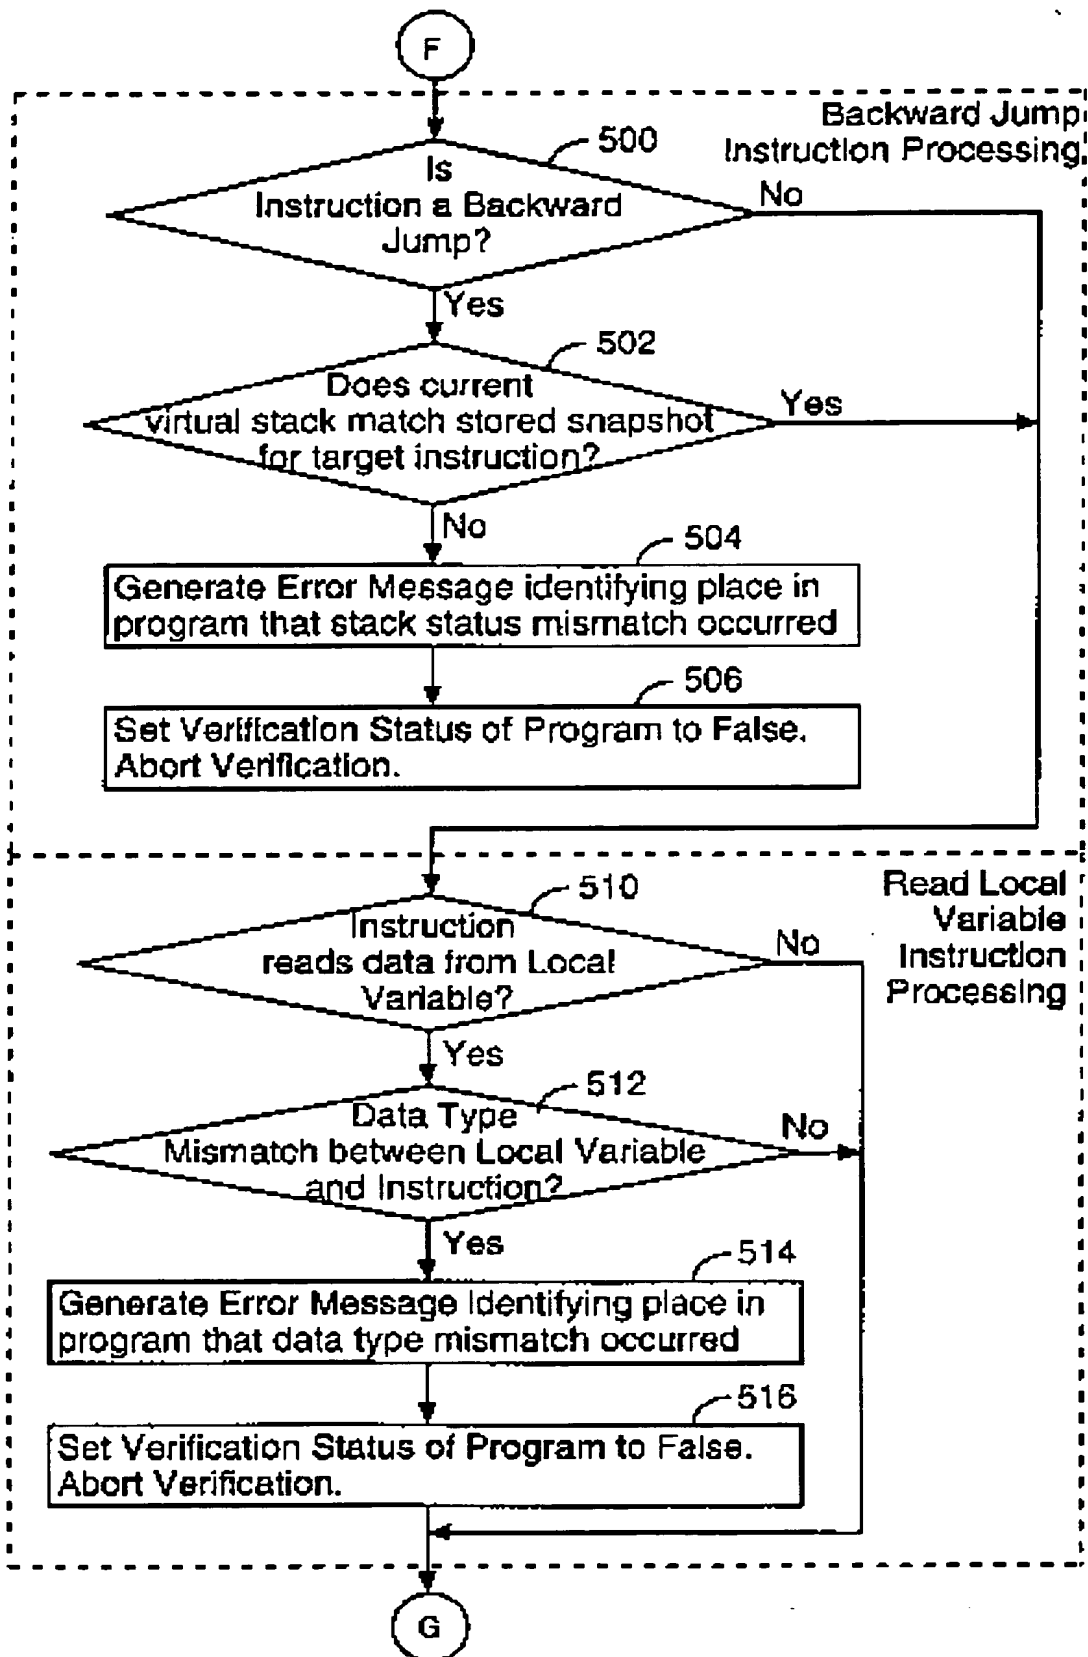 F
Backward Jump
Instruction Processing
500
Is
Instruction a Backward
Jump?
No
Yes
502
Does current
virtual stack match stored snapshot
for target instruction?
Yes
No
504
Generate Error Message identifying place in
program that stack status mismatch occurred
506
Set Verification Status of Program to False.
Abort Verification.
Read Local
Variable
Instruction
Processing
510
Instruction
reads data from Local
Variable?
No
Yes
512
Data Type
Mismatch between Local Variable
and Instruction?
No
Yes
514
Generate Error Message Identifying place in
program that data type mismatch occurred
516
Set Verification Status of Program to False.
Abort Verification.
G